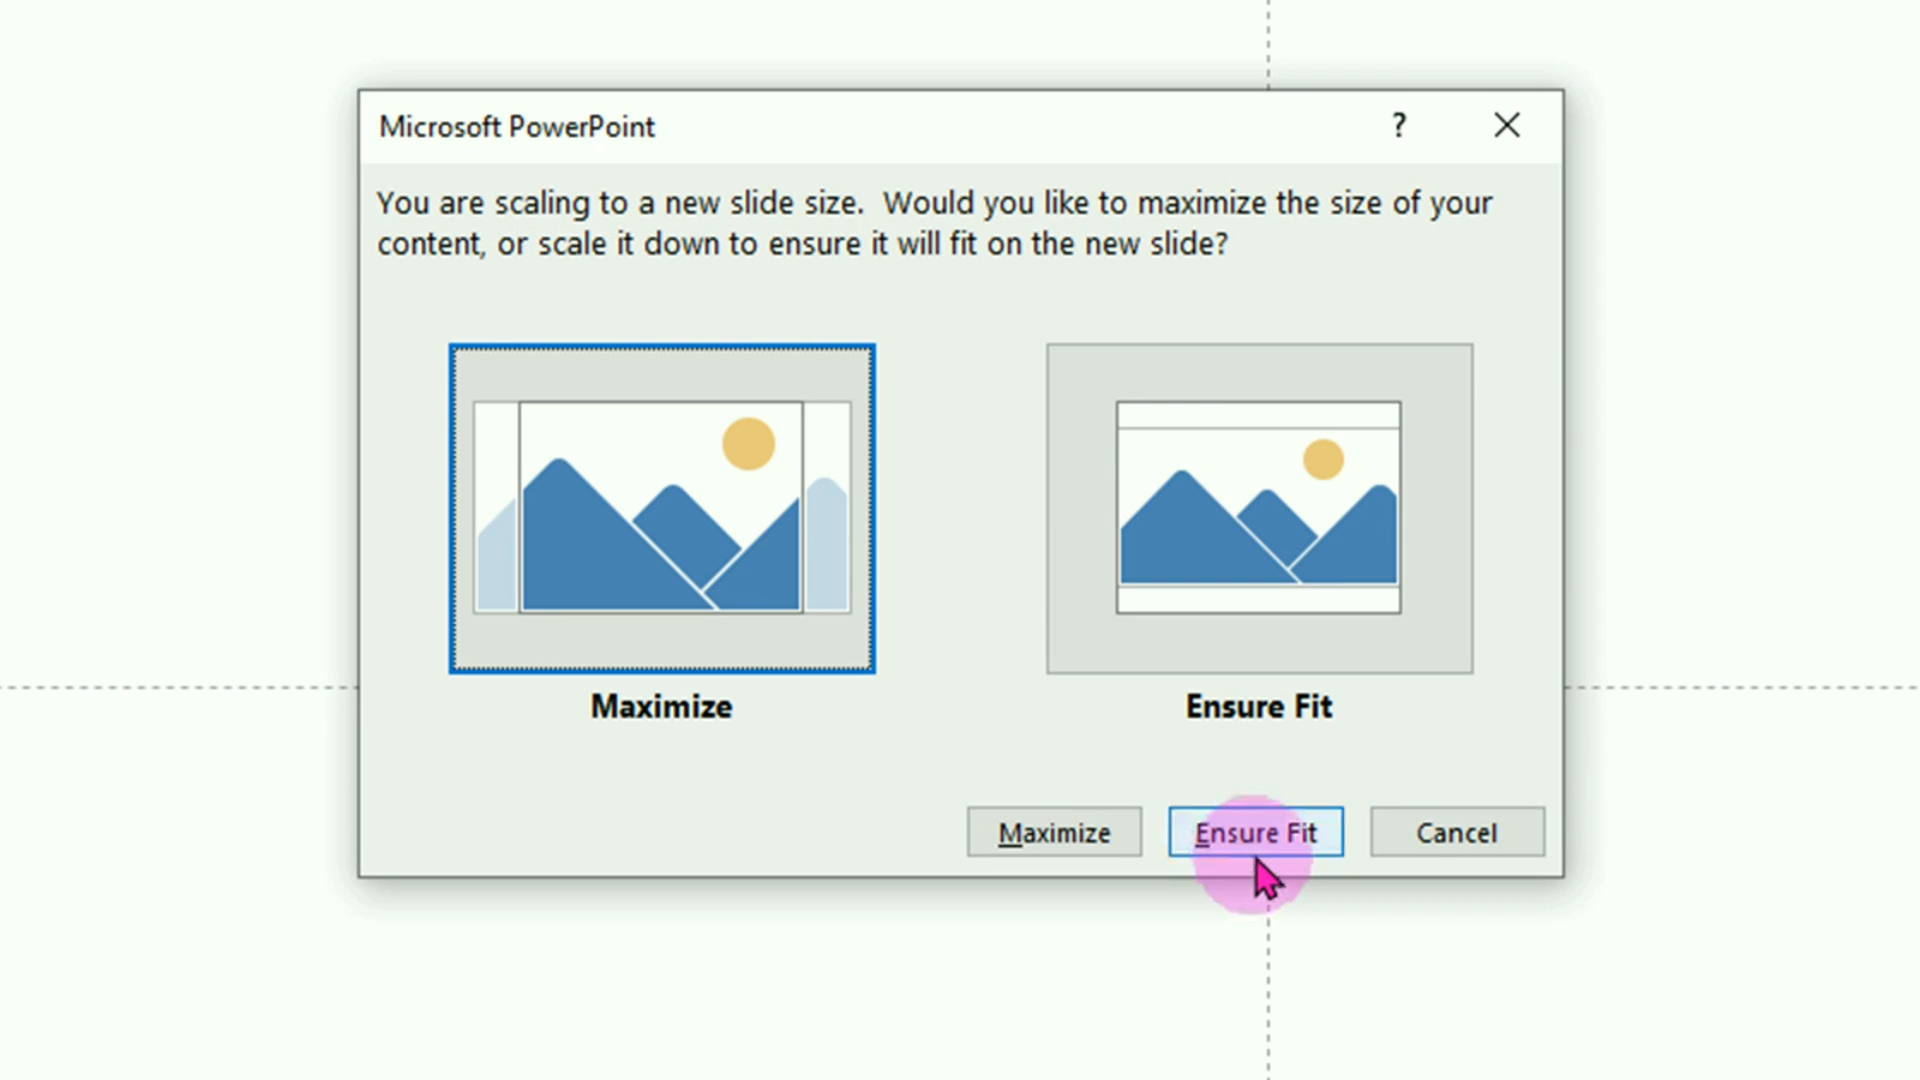 Microsoft PowerPoint
?
You are scaling to a new slide size.  Would you like to maximize the size of your
content, or scale it down to ensure it will fit on the new slide?
Maximize
Ensure Fit
Maximize
Ensure Fit
Cancel